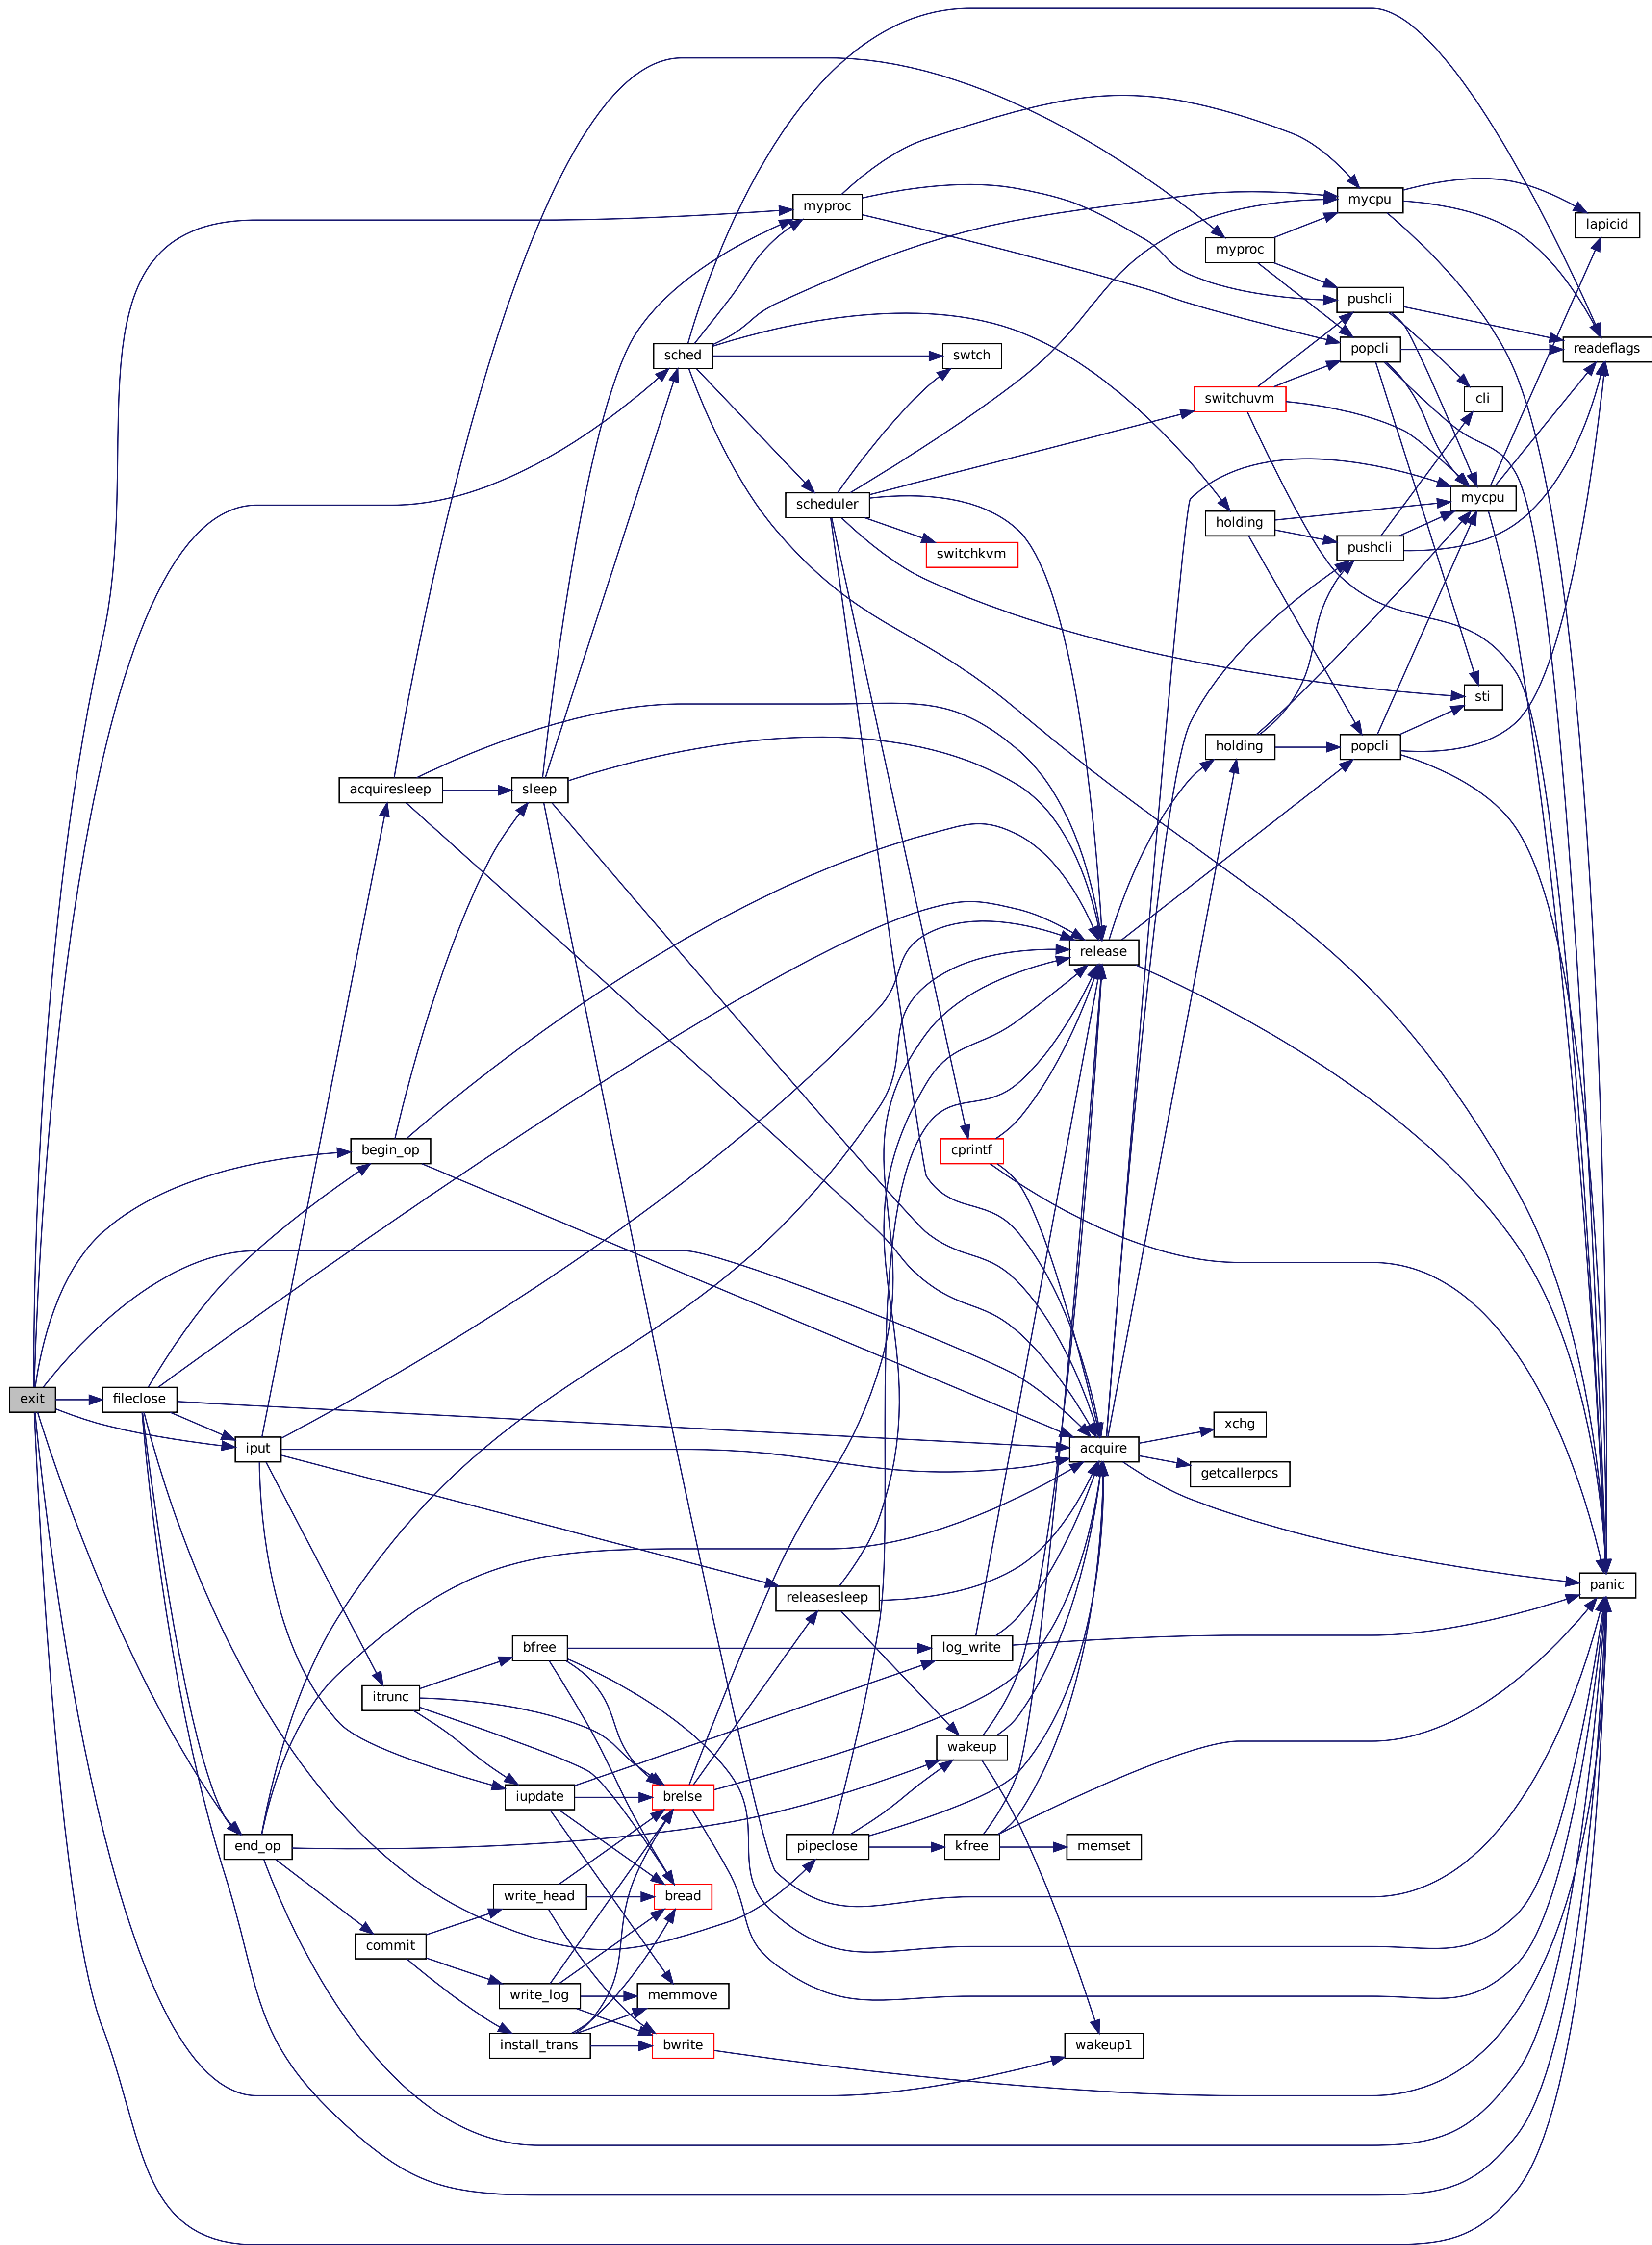 mycpu
myproc
lapicid
myproc
pushcli
readeflags
popcli
sched
swtch
switchuvm
cli
mycpu
scheduler
holding
pushcli
switchkvm
sti
holding
popcli
acquiresleep
sleep
release
begin_op
cprintf
exit
fileclose
xchg
iput
acquire
getcallerpcs
panic
releasesleep
bfree
log_write
itrunc
wakeup
iupdate
brelse
end_op
pipeclose
kfree
memset
write_head
bread
commit
write_log
memmove
install_trans
bwrite
wakeup1